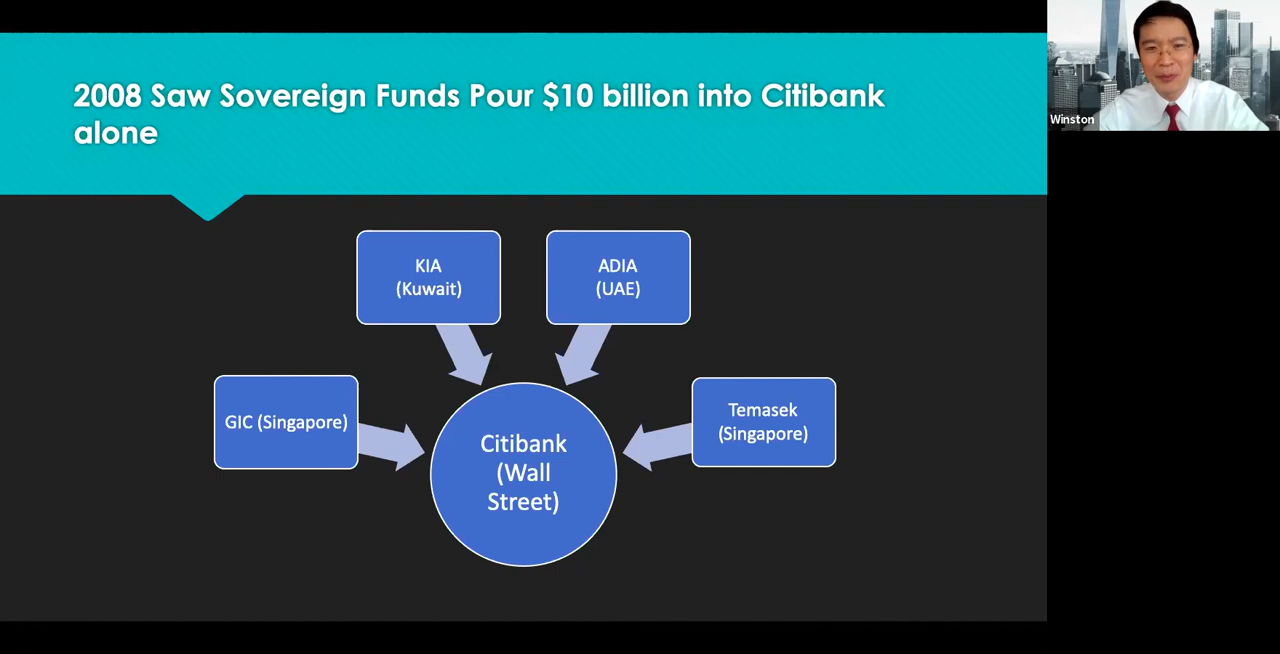 2008 Saw Sovereign Funds Pour $10 billion into Citibank
alone
Winston
KIA
(Kuwait)
ADIA
(UAE)
GIC (Singapore)
Temasek
(Singapore)
Citibank
(Wall
Street)